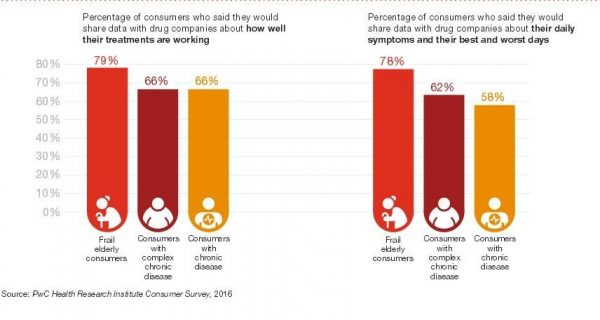 Percentage of consumers who said they would
share data with drug companies about how well
their treatments are working
80%
70%
60%
50%
40%
30%
20%
10%
0%
79%
66%
66%
Frail
elderly
consumers
Consumers
with
complex
chronic
disease
Consumers
with
chronic
disease
Percentage of consumers who said they would
share data with drug companies about their daily
symptoms and their best and worst days
78%
62%
58%
Frail
elderly
consumers
Consumers
with
complex
chronic
disease
Consumers
with
chronic
disease
Source: PwC Health Research Institute Consumer Survey, 2016